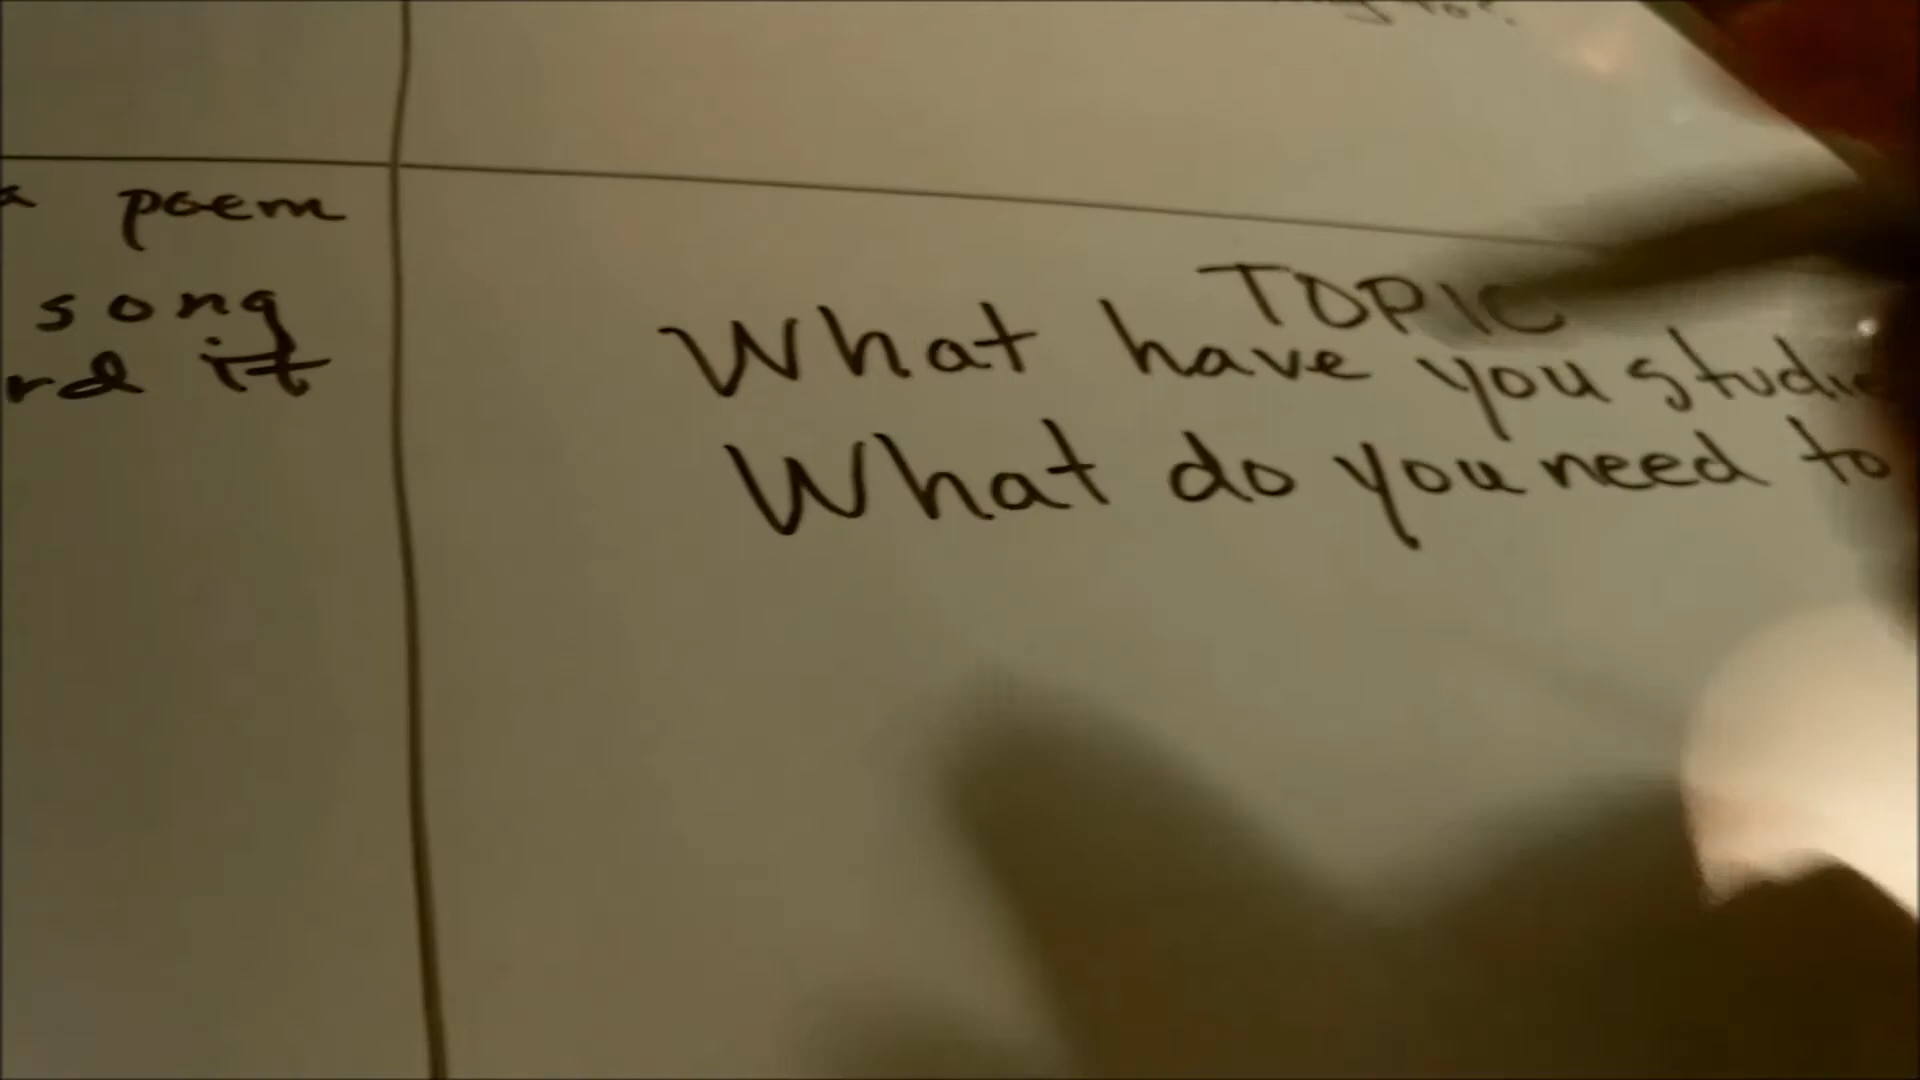 a poem
song
it
TOPIC
What have you
What do you need to